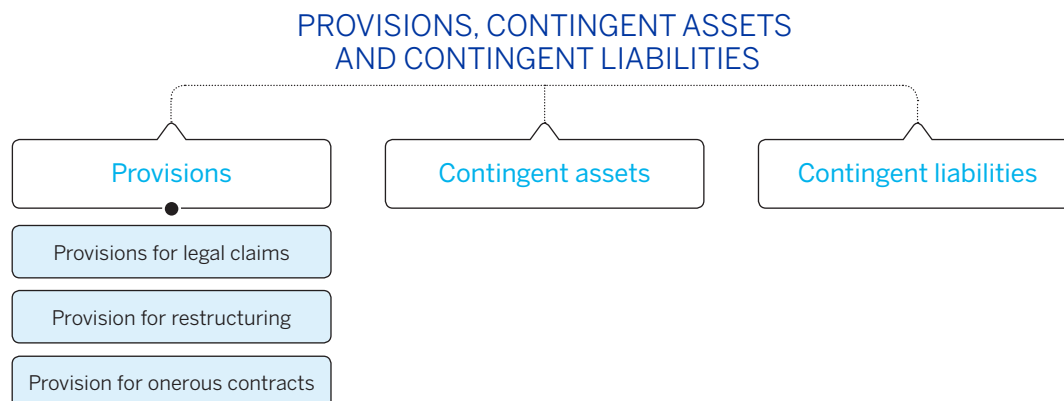 PROVISIONS, CONTINGENT ASSETS
AND CONTINGENT LIABILITIES
Provisions
Contingent assets
Contingent liabilities
Provisions for legal claims
Provision for restructuring
Provision for onerous contracts